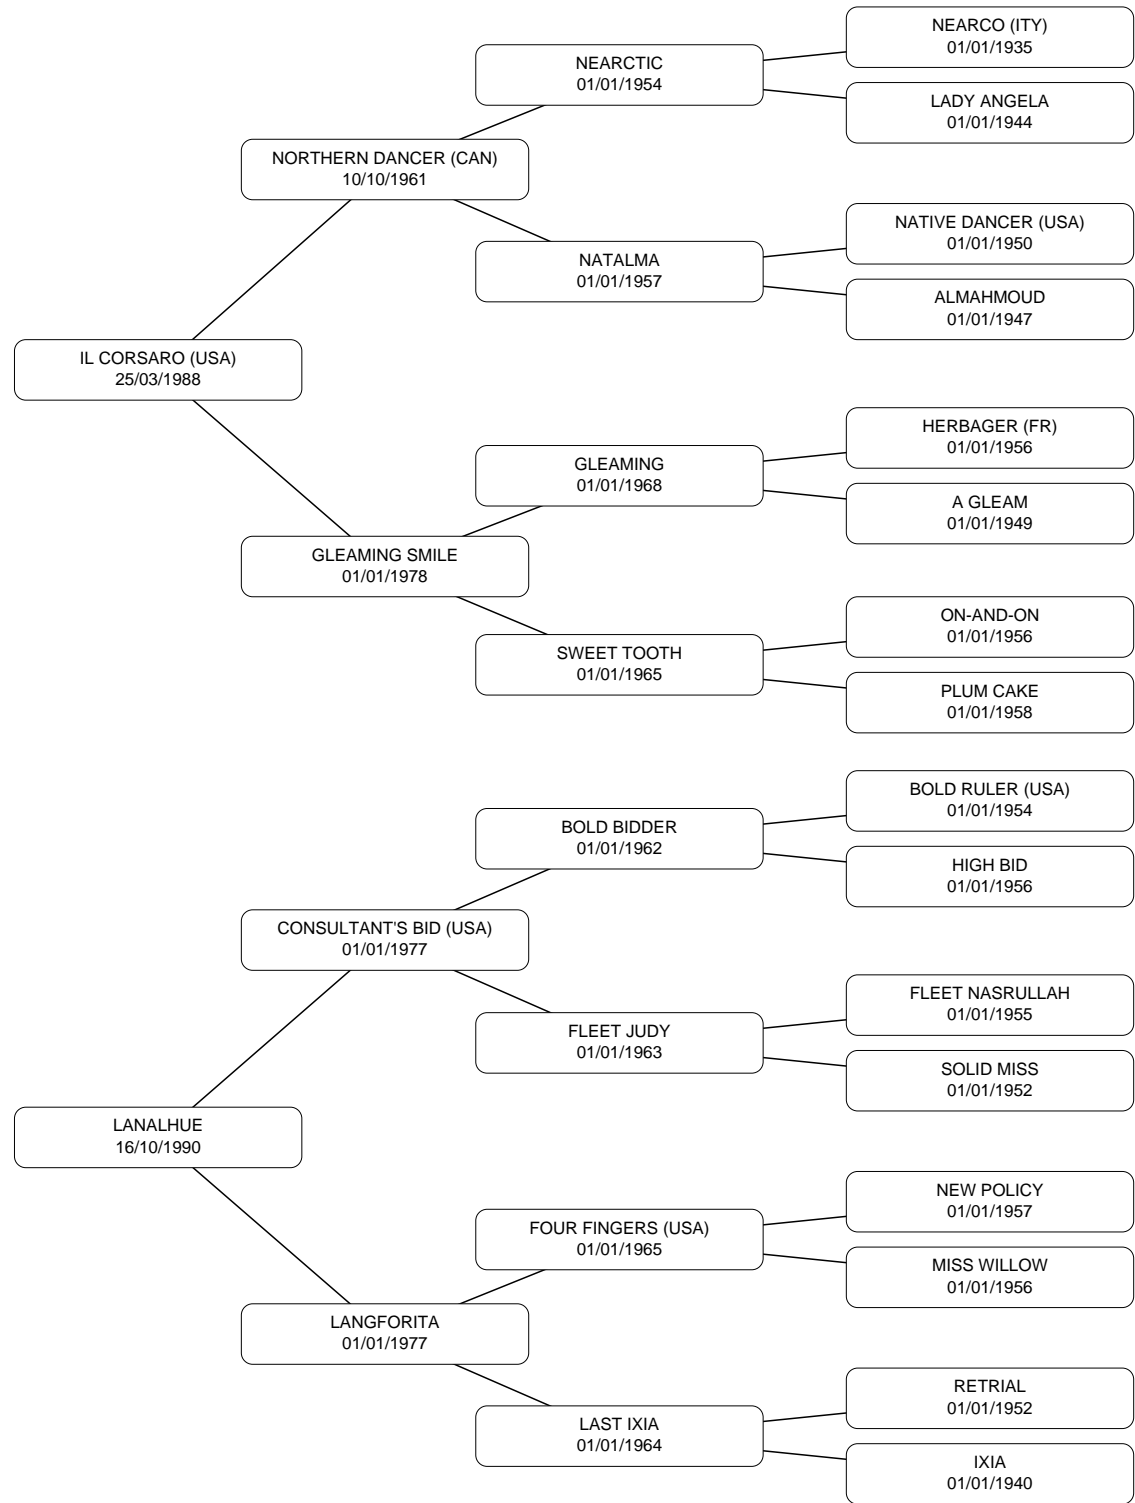 NEARCO (ITY)
01/01/1935
NEARCTIC
01/01/1954
LADY ANGELA
01/01/1944
NORTHERN DANCER (CAN)
10/10/1961
NATIVE DANCER (USA)
01/01/1950
NATALMA
01/01/1957
ALMAHMOUD
01/01/1947
IL CORSARO (USA)
25/03/1988
HERBAGER (FR)
01/01/1956
GLEAMING
01/01/1968
A GLEAM
01/01/1949
GLEAMING SMILE
01/01/1978
ON-AND-ON
01/01/1956
SWEET TOOTH
01/01/1965
PLUM CAKE
01/01/1958
BOLD RULER (USA)
01/01/1954
BOLD BIDDER
01/01/1962
HIGH BID
01/01/1956
CONSULTANT'S BID (USA)
01/01/1977
FLEET NASRULLAH
01/01/1955
FLEET JUDY
01/01/1963
SOLID MISS
01/01/1952
LANALHUE
16/10/1990
NEW POLICY
01/01/1957
FOUR FINGERS (USA)
01/01/1965
MISS WILLOW
01/01/1956
LANGFORITA
01/01/1977
RETRIAL
01/01/1952
LAST IXIA
01/01/1964
IXIA
01/01/1940